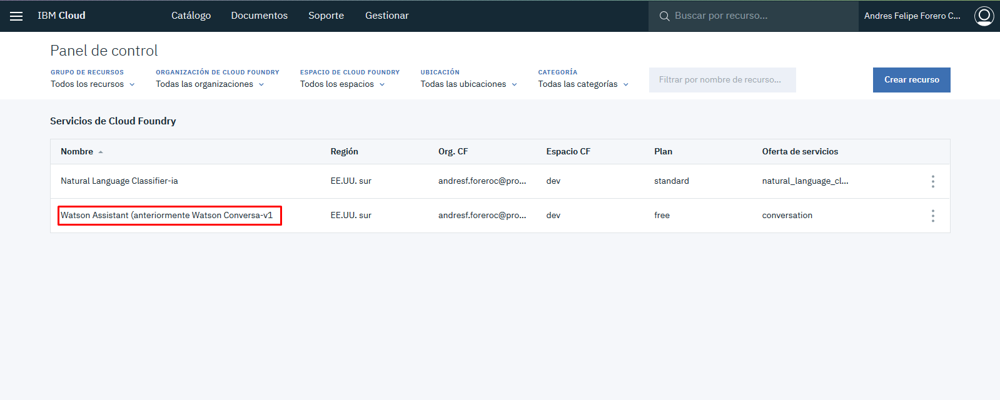 IBM Cloud Catálogo Documentos Soporte Gestionar Buscar por recurso... Andres Felipe Forero C...
Panel de control
GRUPO DE RECURSOS ORGANIZACIÓN DE CLOUD FOUNDRY ESPACIO DE CLOUD FOUNDRY UBICACIÓN CATEGORÍA
Todos los recursos Todas las organizaciones Todos los espacios Todas las ubicaciones Todas las categorías Filtrar por nombre de recurso... Crear recurso
Servicios de Cloud Foundry
Nombre Región Org. CF Espacio CF Plan Oferta de servicios
Natural Language Classifier-ia EE.UU. sur andresf.foreroc@pro... dev standard natural_language_cl...
Watson Assistant (anteriormente Watson Conversa-v1 EE.UU. sur andresf.foreroc@pro... dev free conversation